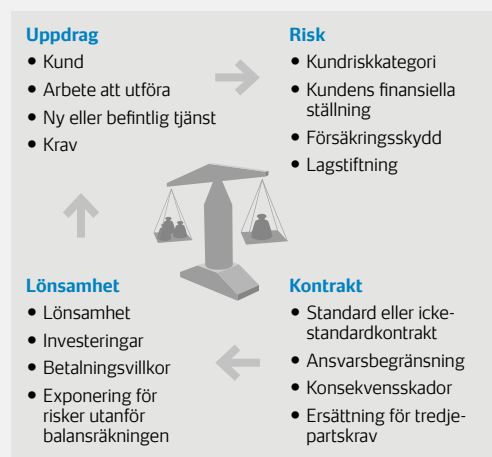 Uppdrag
• Kund
• Arbete att utföra
• Ny eller befintlig tjänst
• Krav
Risk
• Kundriskkategori
• Kundens finansiella
ställning
• Försäkringsskydd
• Lagstiftning
Lönsamhet
• Lönsamhet
• Investeringar
• Betalningsvillkor
• Exponering för
risker utanför
balansräkningen
Kontrakt
• Standard eller icke-
standardkontrakt
• Ansvarsbegränsning
• Konsekvensskador
• Ersättning för tredje-
partskrav